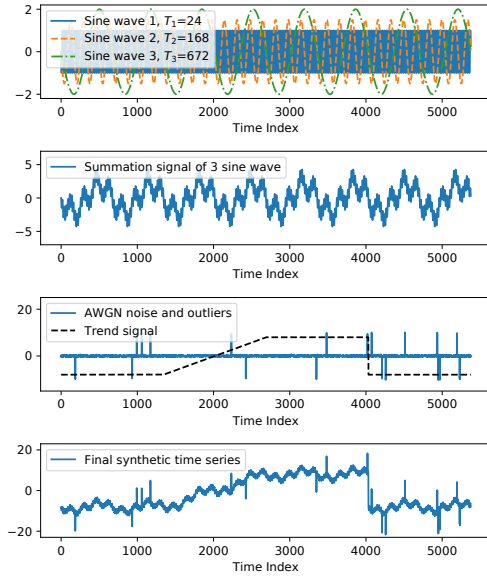 2
0
−2
Sine wave 1, T₁=24
Sine wave 2, T₂=168
Sine wave 3, T₃=672
0 1000 2000 3000 4000 5000
Time Index
5
0
−5
Summation signal of 3 sine wave
0 1000 2000 3000 4000 5000
Time Index
20
0
AWGN noise and outliers
Trend signal
0 1000 2000 3000 4000 5000
Time Index
20
0
−20
Final synthetic time series
0 1000 2000 3000 4000 5000
Time Index